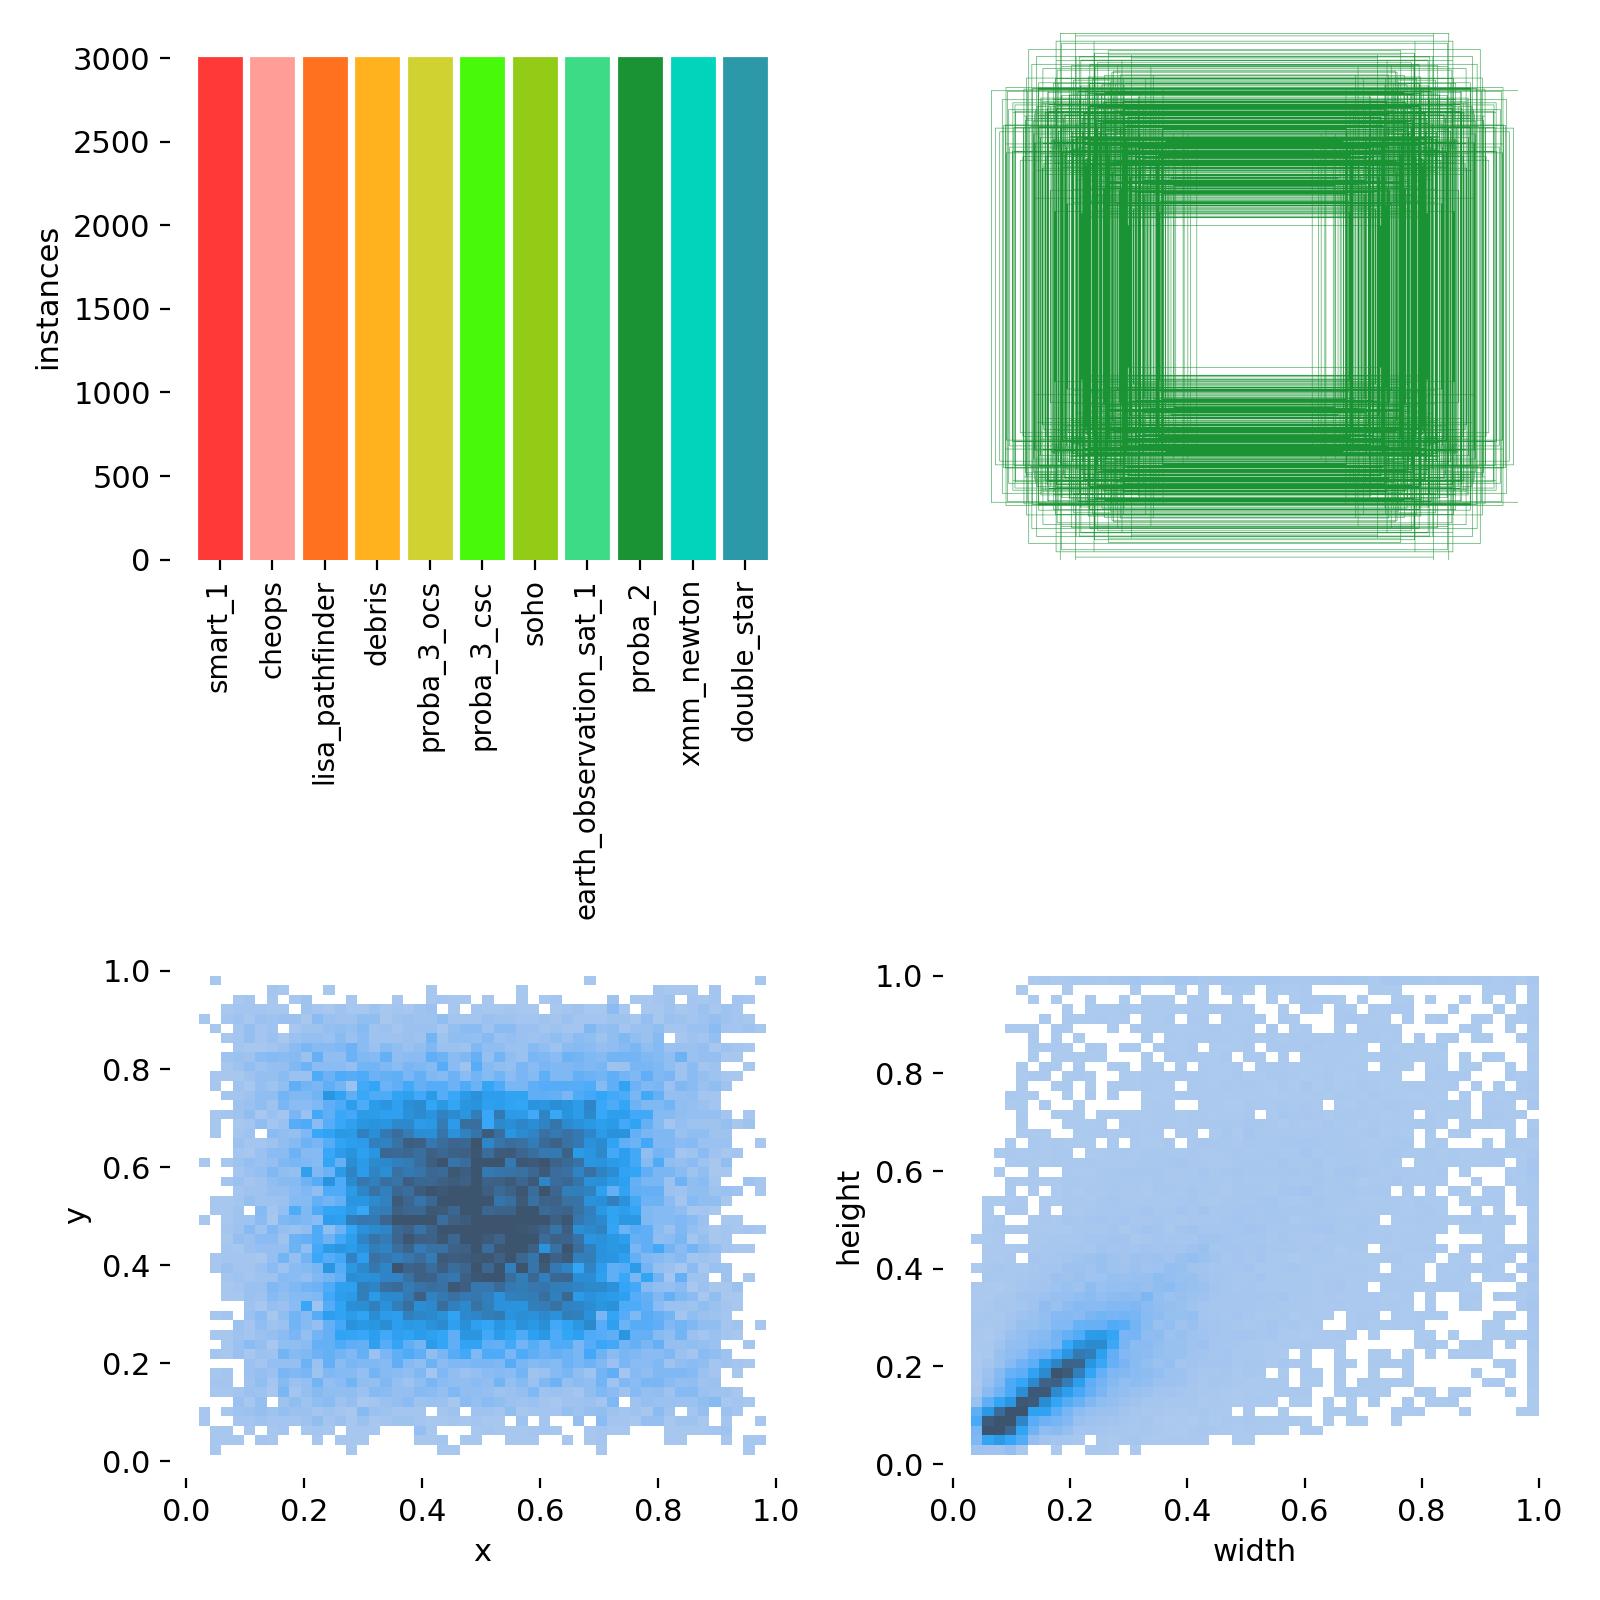 3000
2500
2000
1500
1000
500
0
instances
smart_1
cheops
lisa_pathfinder
debris
proba_3_ocs
proba_3_csc
soho
earth_observation_sat_1
proba_2
xmm_newton
double_star
1.0
0.8
0.6
0.4
0.2
0.0
y
0.0 0.2 0.4 0.6 0.8 1.0
x
1.0
0.8
0.6
0.4
0.2
0.0
height
0.0 0.2 0.4 0.6 0.8 1.0
width